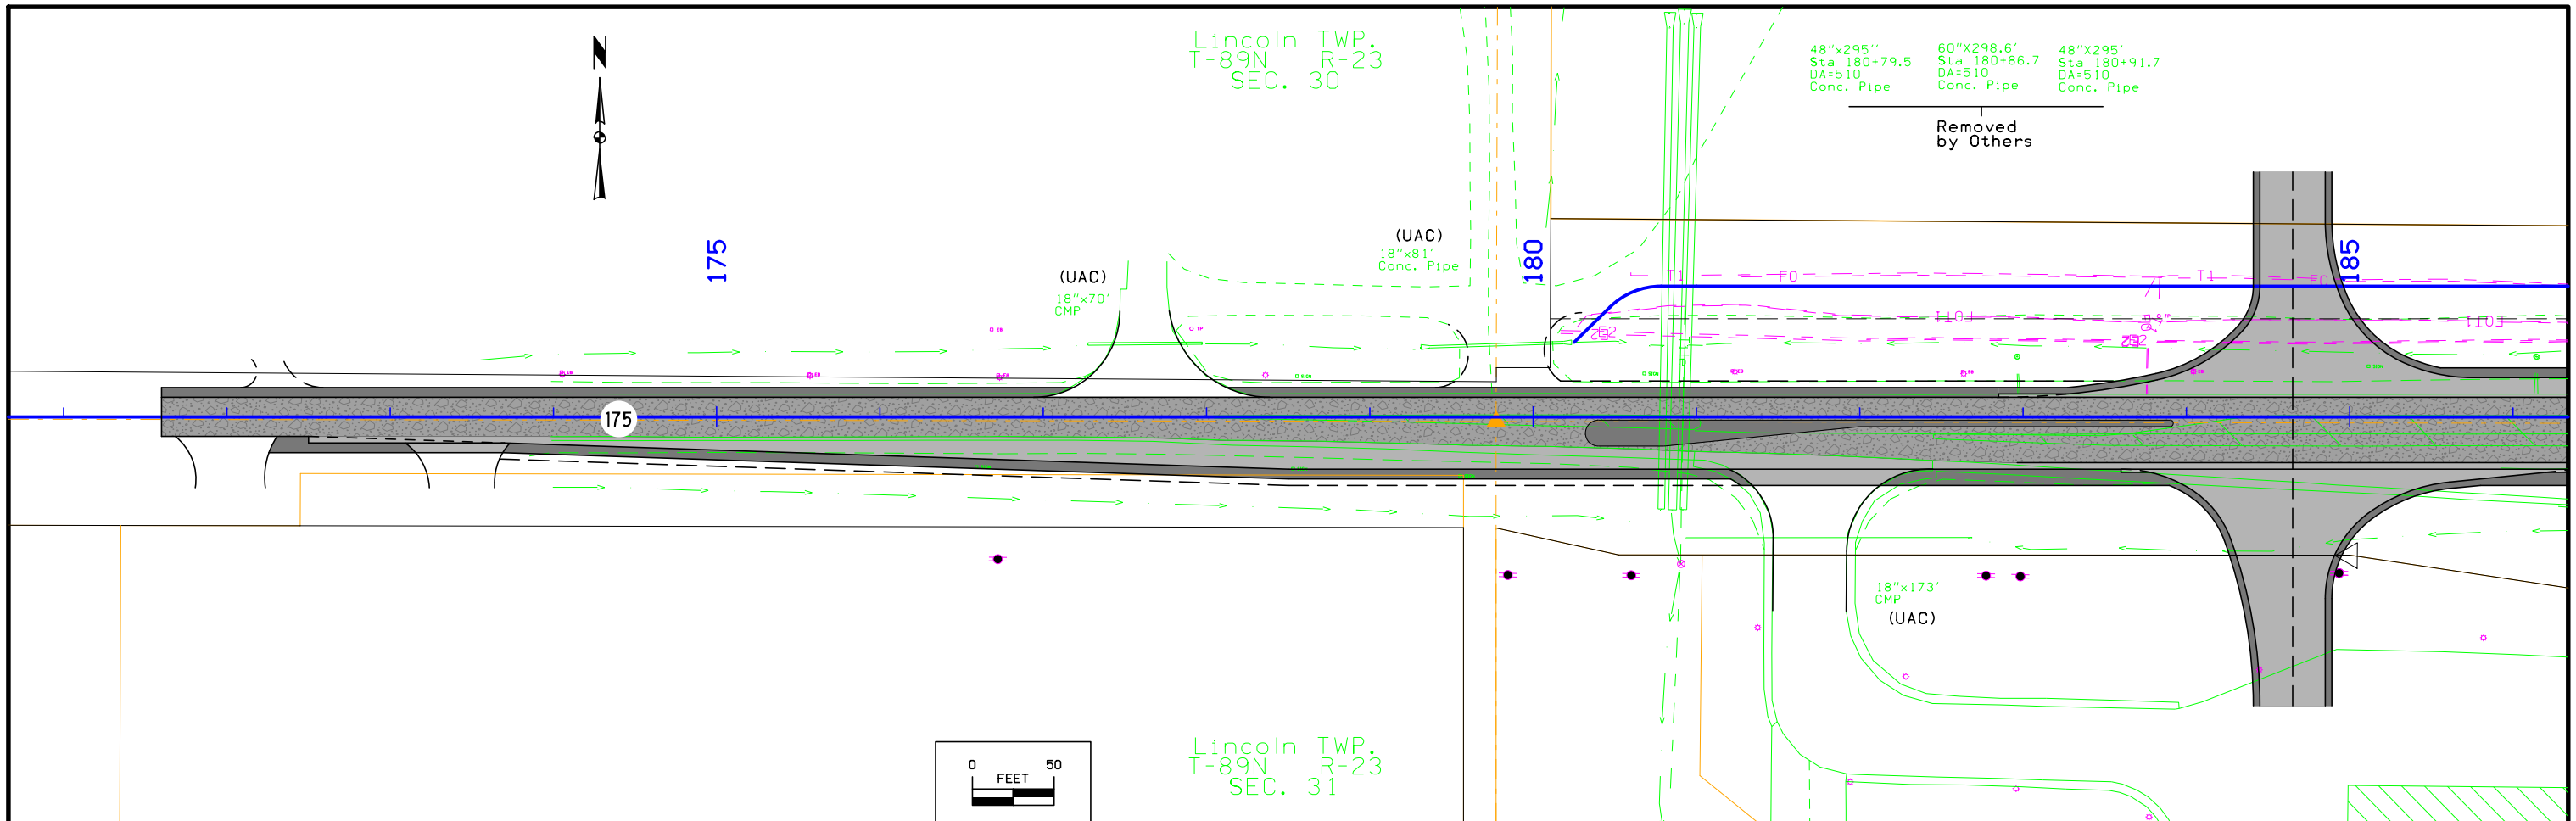 N
Lincoln TWP.
T-89N R-23
SEC. 30
48"x295"
Sta 180+79.5
DA=510
Conc. Pipe
60"X298.6'
Sta 180+86.7
DA=510
Conc. Pipe
48"X295'
Sta 180+91.7
DA=510
Conc. Pipe
Removed
by Others
175
(UAC)
18"x70'
CMP
(UAC)
18"x81'
Conc. Pipe
180
185
T1
FO
T1
FO
175
18"x173'
CMP
(UAC)
0 50
FEET
Lincoln TWP.
T-89N R-23
SEC. 31